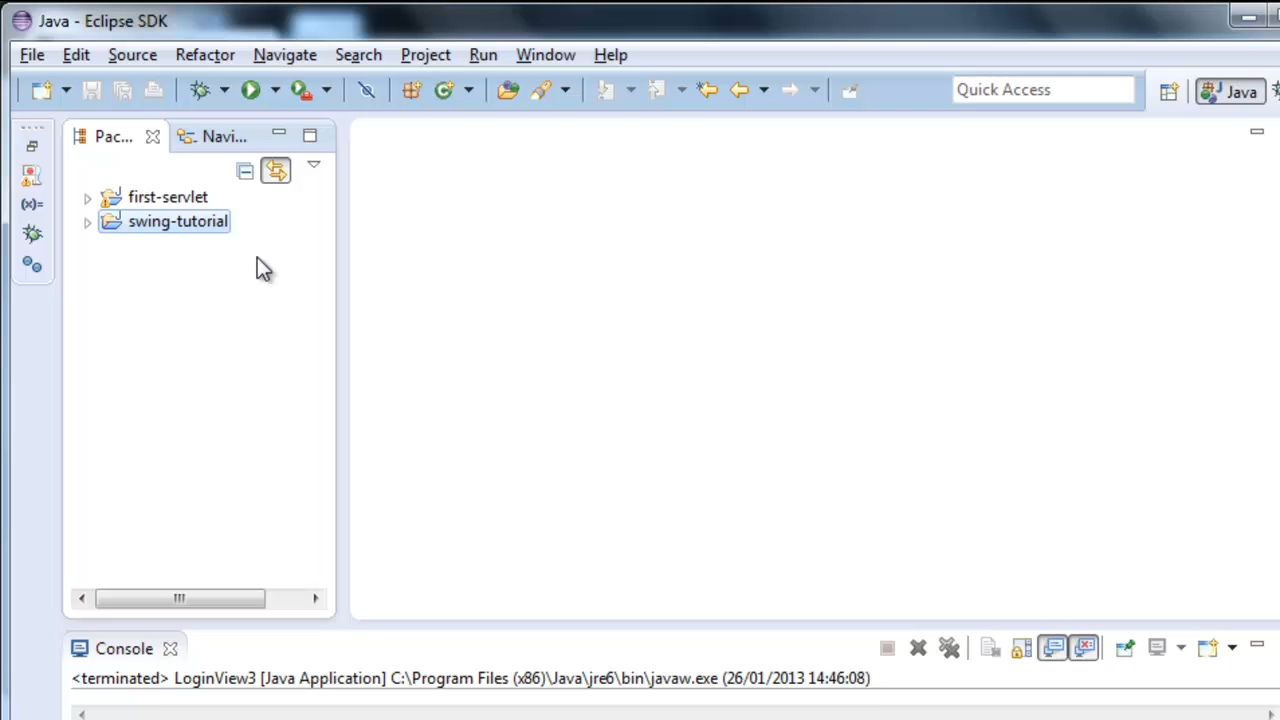 Java - Eclipse SDK
File Edit Source Refactor Navigate Search Project Run Window Help
Quick Access
Java
Pac... Navi...
first-servlet
swing-tutorial
(x)=
Console
<terminated> LoginView3 [Java Application] C:\Program Files (x86)\Java\jre6\bin\javaw.exe (26/01/2013 14:46:08)